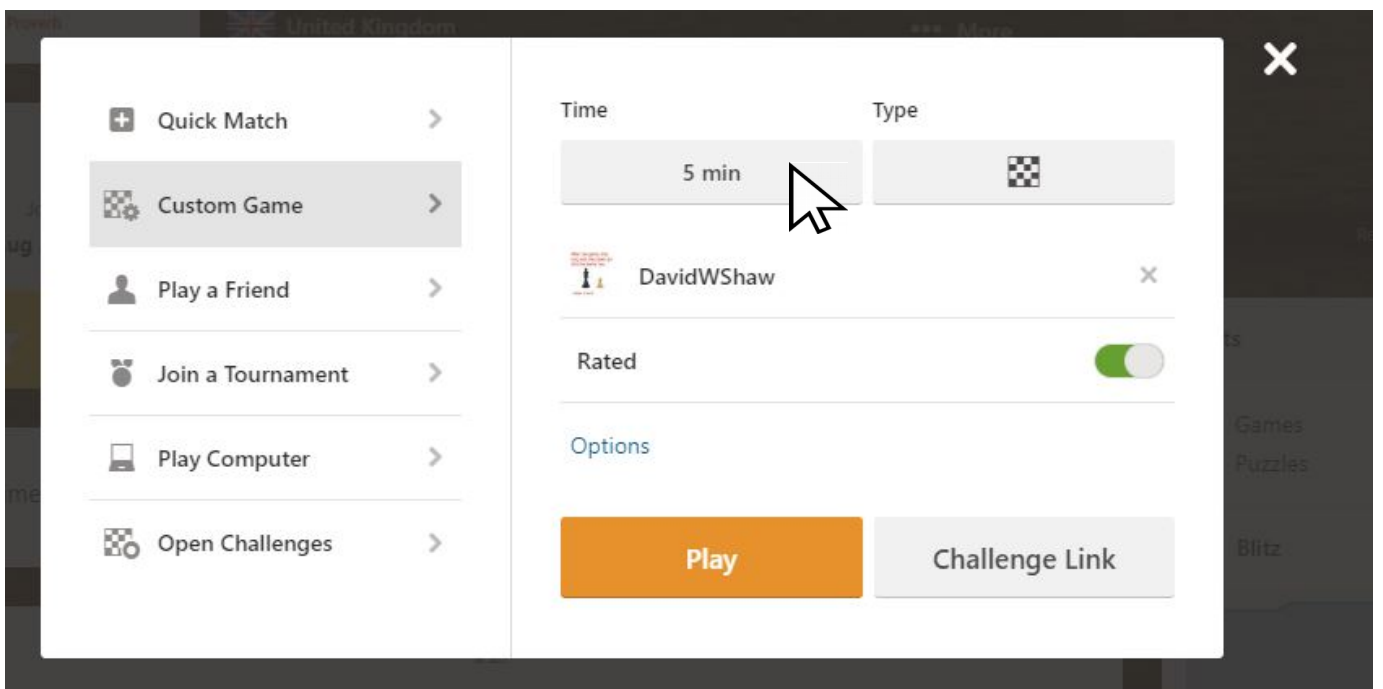 United Kingdom
More
Quick Match
Custom Game
Play a Friend
Join a Tournament
Play Computer
Open Challenges
Time
Type
5 min
DavidWShaw
Rated
Options
Play
Challenge Link
Games
Puzzles
Blitz